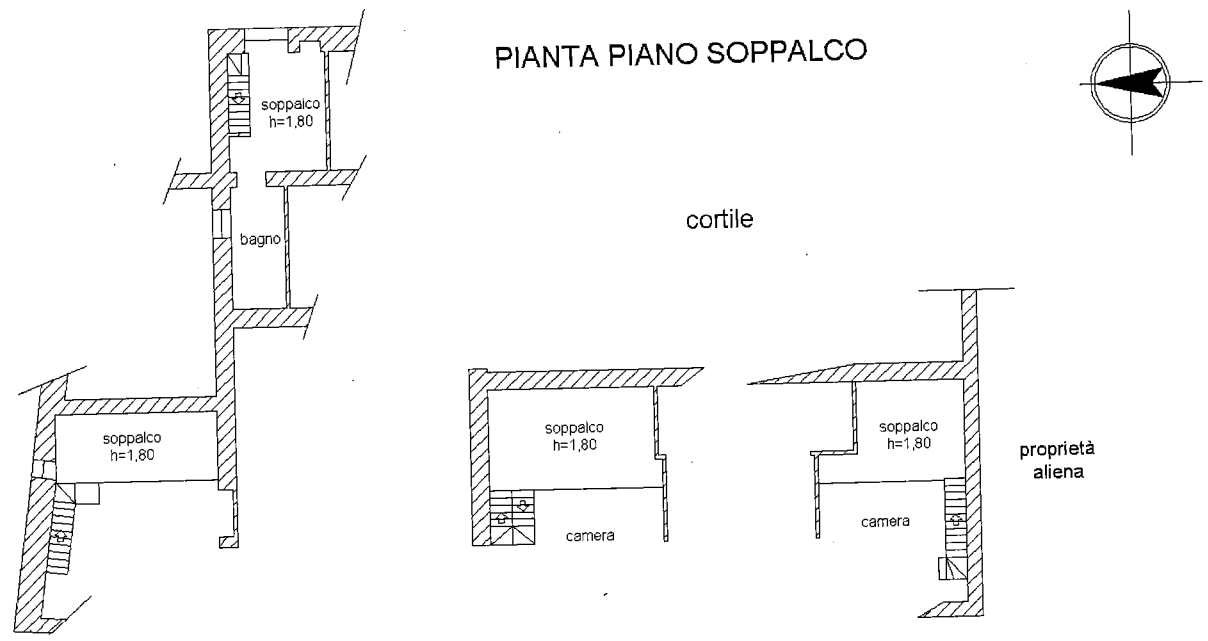 PIANTA PIANO SOPPALCO
soppalco
h=1,80
cortile
bagno
soppalco
h=1,80
soppalco
h=1,80
soppalco
h=1,80
proprietà
aliena
camera
camera